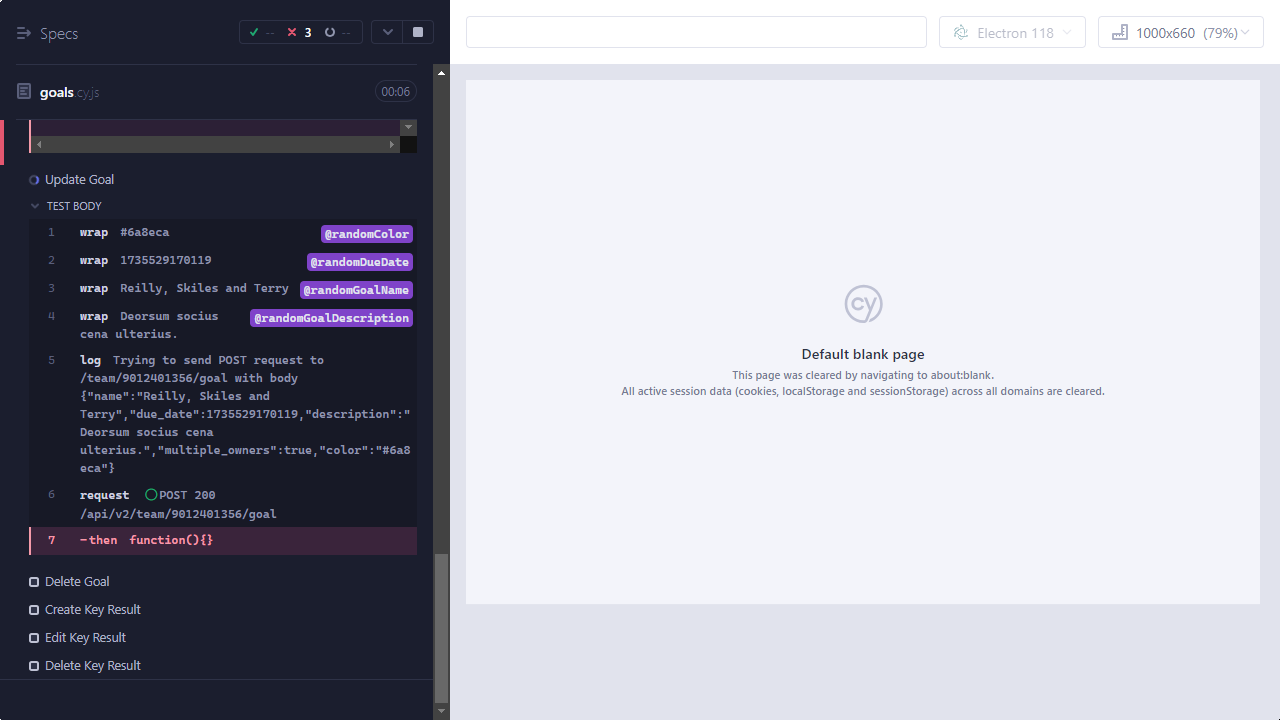 Specs
-- 3 --
Electron 118
1000x660 (79%)
goals.cy.js
00:06
Update Goal
TEST BODY
1 wrap #6a8eca @randomColor
2 wrap 1735529170119 @randomDueDate
3 wrap Reilly, Skiles and Terry @randomGoalName
4 wrap Deorsum socius @randomGoalDescription
cena ulterius.
5 log Trying to send POST request to
/team/9012401356/goal with body
{"name":"Reilly, Skiles and
Terry","due_date":1735529170119,"description":"
Deorsum socius cena
ulterius.","multiple_owners":true,"color":"#6a8
eca"}
6 request POST 200
/api/v2/team/9012401356/goal
7 -then function(){}
Delete Goal
Create Key Result
Edit Key Result
Delete Key Result
cy
Default blank page
This page was cleared by navigating to about:blank.
All active session data (cookies, localStorage and sessionStorage) across all domains are cleared.